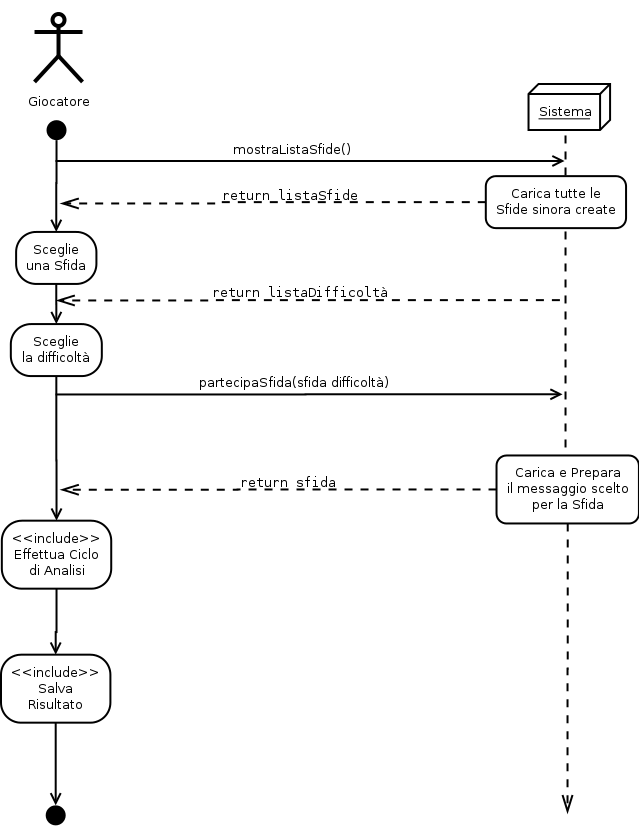 Giocatore
Sistema
mostraListaSfide()
Carica tutte le
Sfide sinora create
return listaSfide
Sceglie
una Sfida
return listaDifficoltà
Sceglie
la difficoltà
partecipaSfida(sfida difficoltà)
Carica e Prepara
il messaggio scelto
per la Sfida
return sfida
<<include>>
Effettua Ciclo
di Analisi
<<include>>
Salva
Risultato